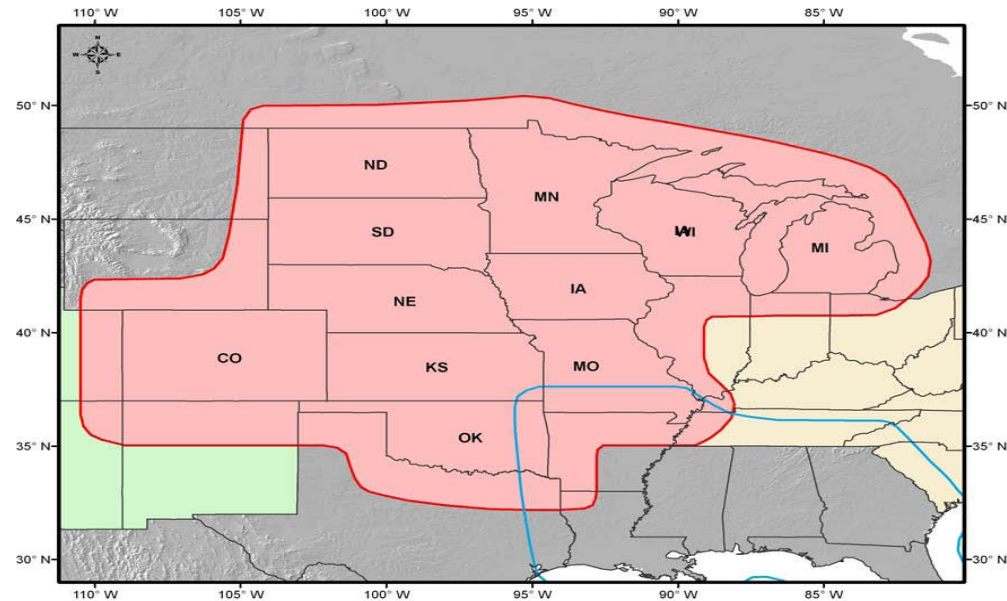 110° W 105° W 100° W 95° W 90° W 85° W
N
W E
S
50° N 50° N
ND
MN
45° N 45° N
SD WI MI
IA
NE
40° N 40° N
CO KS MO
OK
35° N 35° N
30° N 30° N
110° W 105° W 100° W 95° W 90° W 85° W